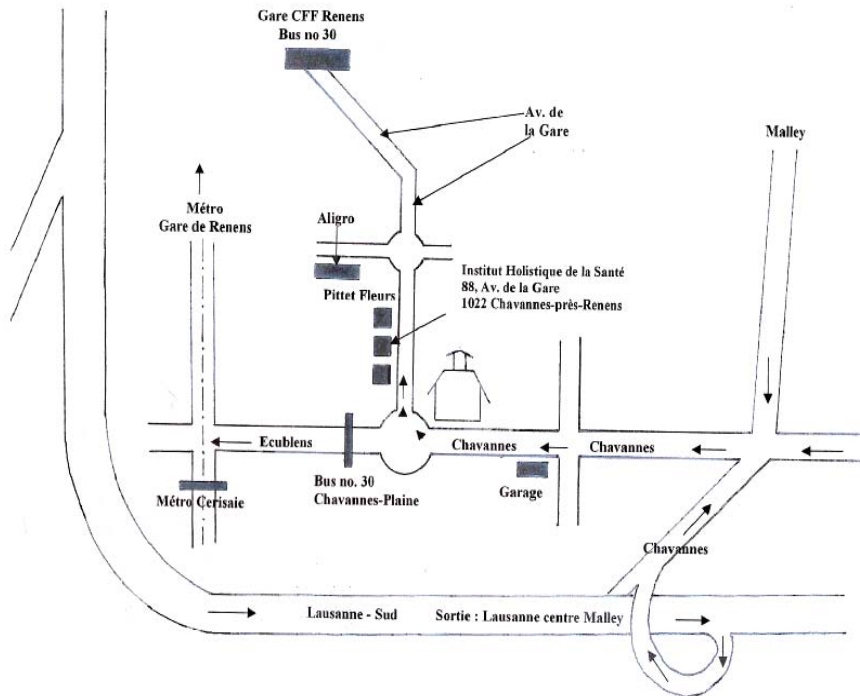 Gare CFF Renens
Bus no 30
Av. de
la Gare
Malley
Métro
Gare de Renens
Aligro
Institut Holistique de la Santé
88, Av. de la Gare
1022 Chavannes-près-Renens
Pittet Fleurs
Ecublens
Chavannes
Chavannes
Métro Cerisaie
Bus no. 30
Chavannes-Plaine
Garage
Chavannes
Lausanne - Sud
Sortie : Lausanne centre Malley